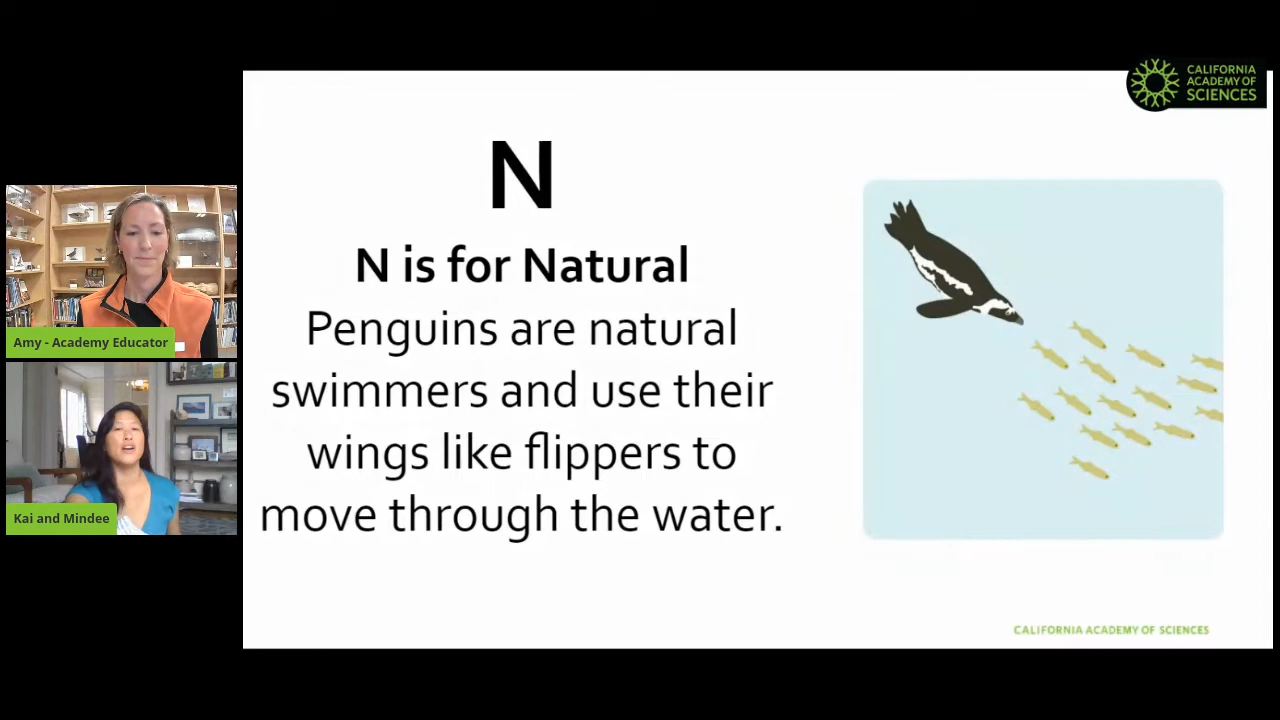 CALIFORNIA
ACADEMY OF
SCIENCES
N
N is for Natural
Penguins are natural
swimmers and use their
wings like flippers to
move through the water.
Amy - Academy Educator
Kai and Mindee
CALIFORNIA ACADEMY OF SCIENCES